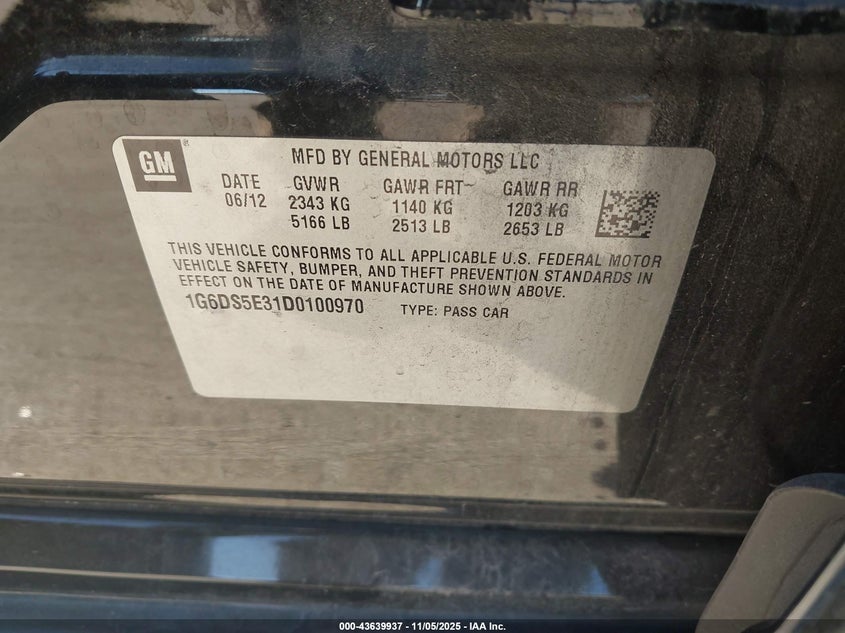 GM
MFD BY GENERAL MOTORS LLC
DATE GVWR GAWR FRT GAWR RR
06/12 2343 KG 1140 KG 1203 KG
5166 LB 2513 LB 2653 LB
THIS VEHICLE CONFORMS TO ALL APPLICABLE U.S. FEDERAL MOTOR
VEHICLE SAFETY, BUMPER, AND THEFT PREVENTION STANDARDS IN
EFFECT ON THE DATE OF MANUFACTURE SHOWN ABOVE.
1G6DS5E31D0100970 TYPE: PASS CAR
000-43639937 - 11/05/2025 - IAA Inc.